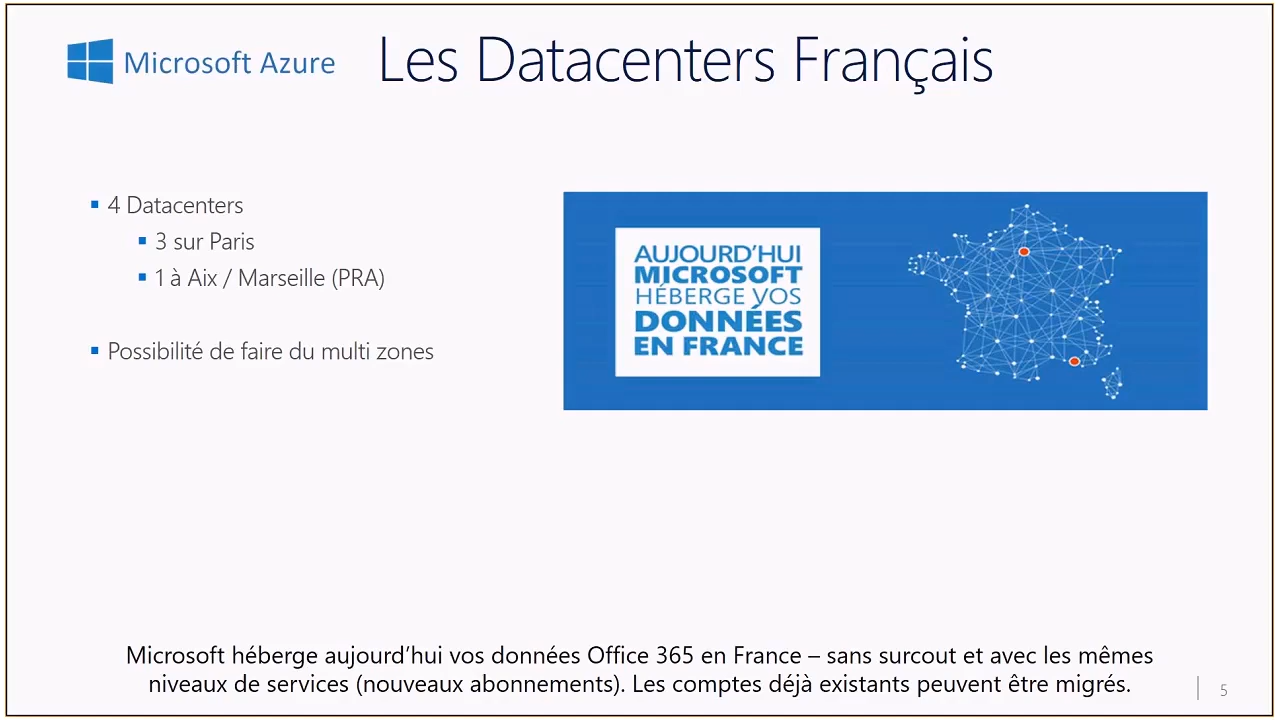 Microsoft Azure
Les Datacenters Français
4 Datacenters
3 sur Paris
1 à Aix / Marseille (PRA)
Possibilité de faire du multi zones
AUJOURD'HUI
MICROSOFT
HÉBERGE VOS
DONNÉES
EN FRANCE
Microsoft héberge aujourd'hui vos données Office 365 en France – sans surcout et avec les mêmes
niveaux de services (nouveaux abonnements). Les comptes déjà existants peuvent être migrés.
5